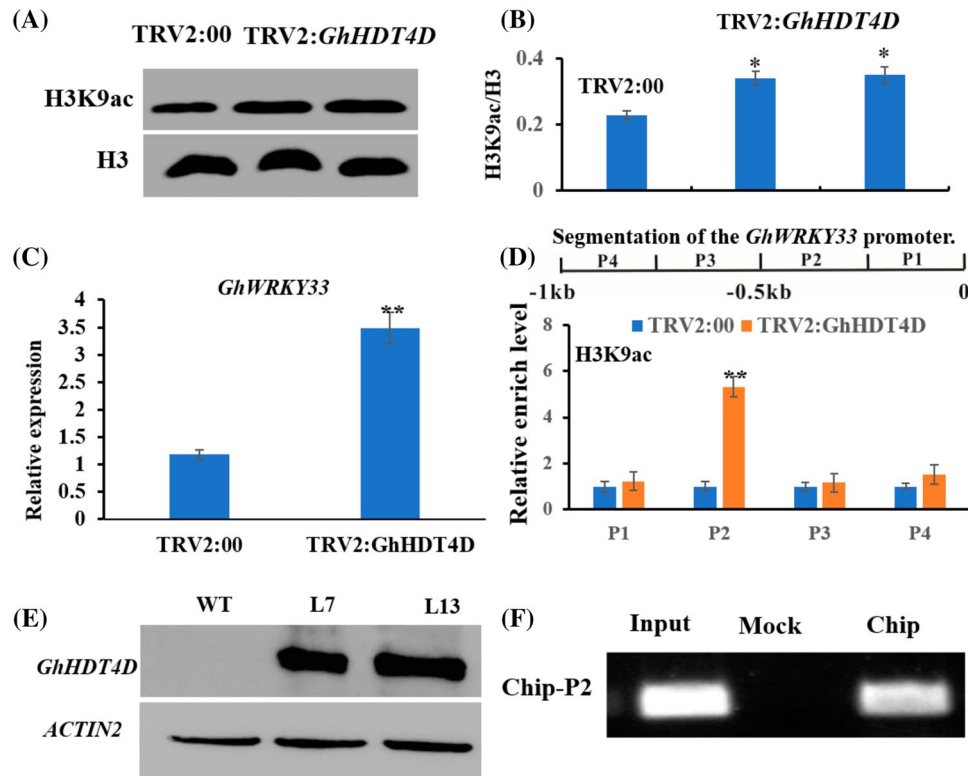 (A)
TRV2:00 TRV2:GhHDT4D
H3K9ac
H3
(B)
TRV2:GhHDT4D
0.4
0.2
0
H3K9ac/H3
TRV2:00
*
*
(C)
GhWRKY33
4
3.5
3
2.5
2
1.5
1
0.5
0
Relative expression
**
TRV2:00 TRV2:GhHDT4D
(D)
Segmentation of the GhWRKY33 promoter.
P4 P3 P2 P1
-1kb -0.5kb 0
TRV2:00 TRV2:GhHDT4D
H3K9ac
8
6
4
2
0
Relative enrich level
**
P1 P2 P3 P4
(E)
WT L7 L13
GhHDT4D
ACTIN2
(F)
Input Mock Chip
Chip-P2